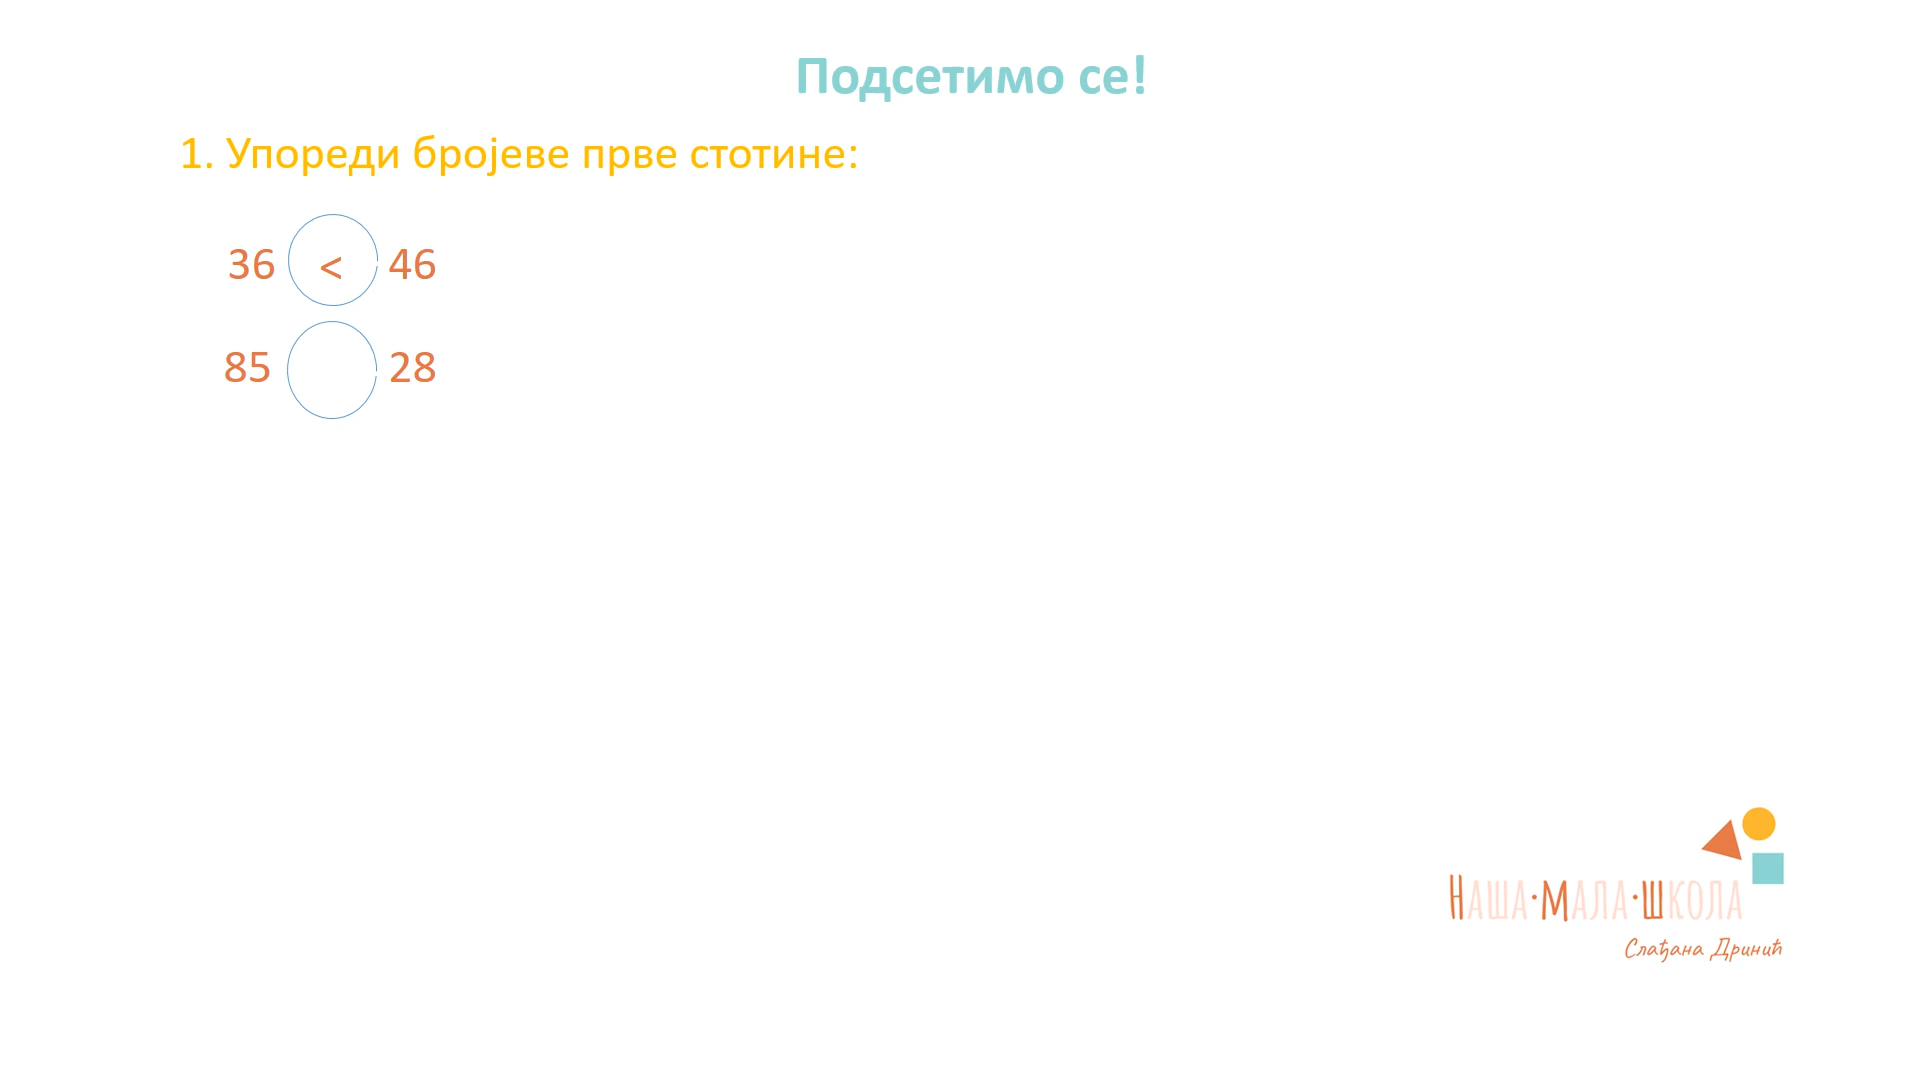 Подсетимо се!
1. Упореди бројеве прве стотине:
36 < 46
85 28
Наша·Мала·школа
Слађана Дринић